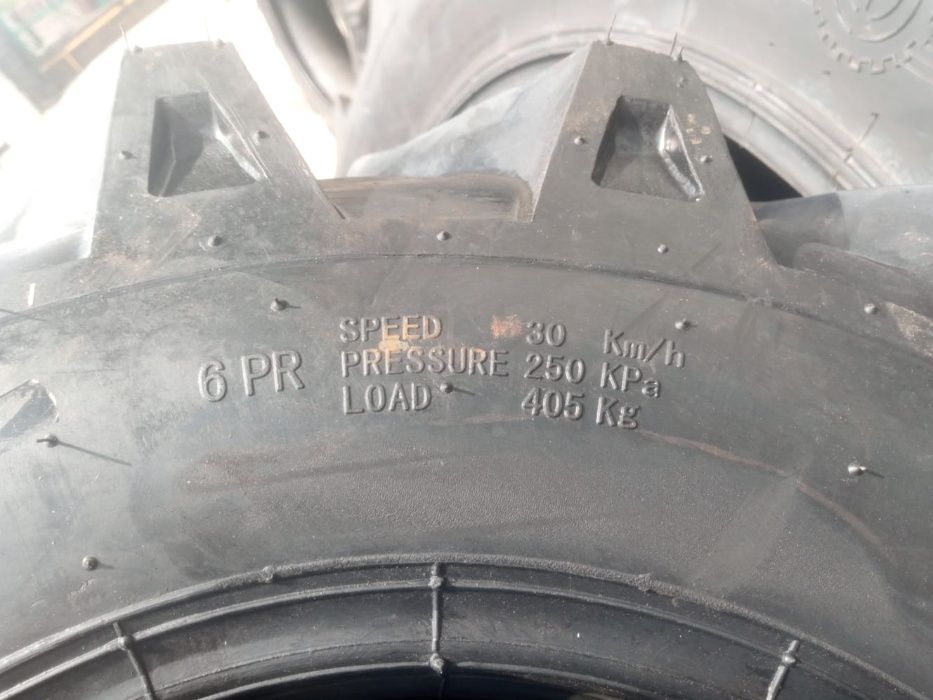 6 PR
SPEED 30 Km/h
PRESSURE 250 KPa
LOAD 405 Kg